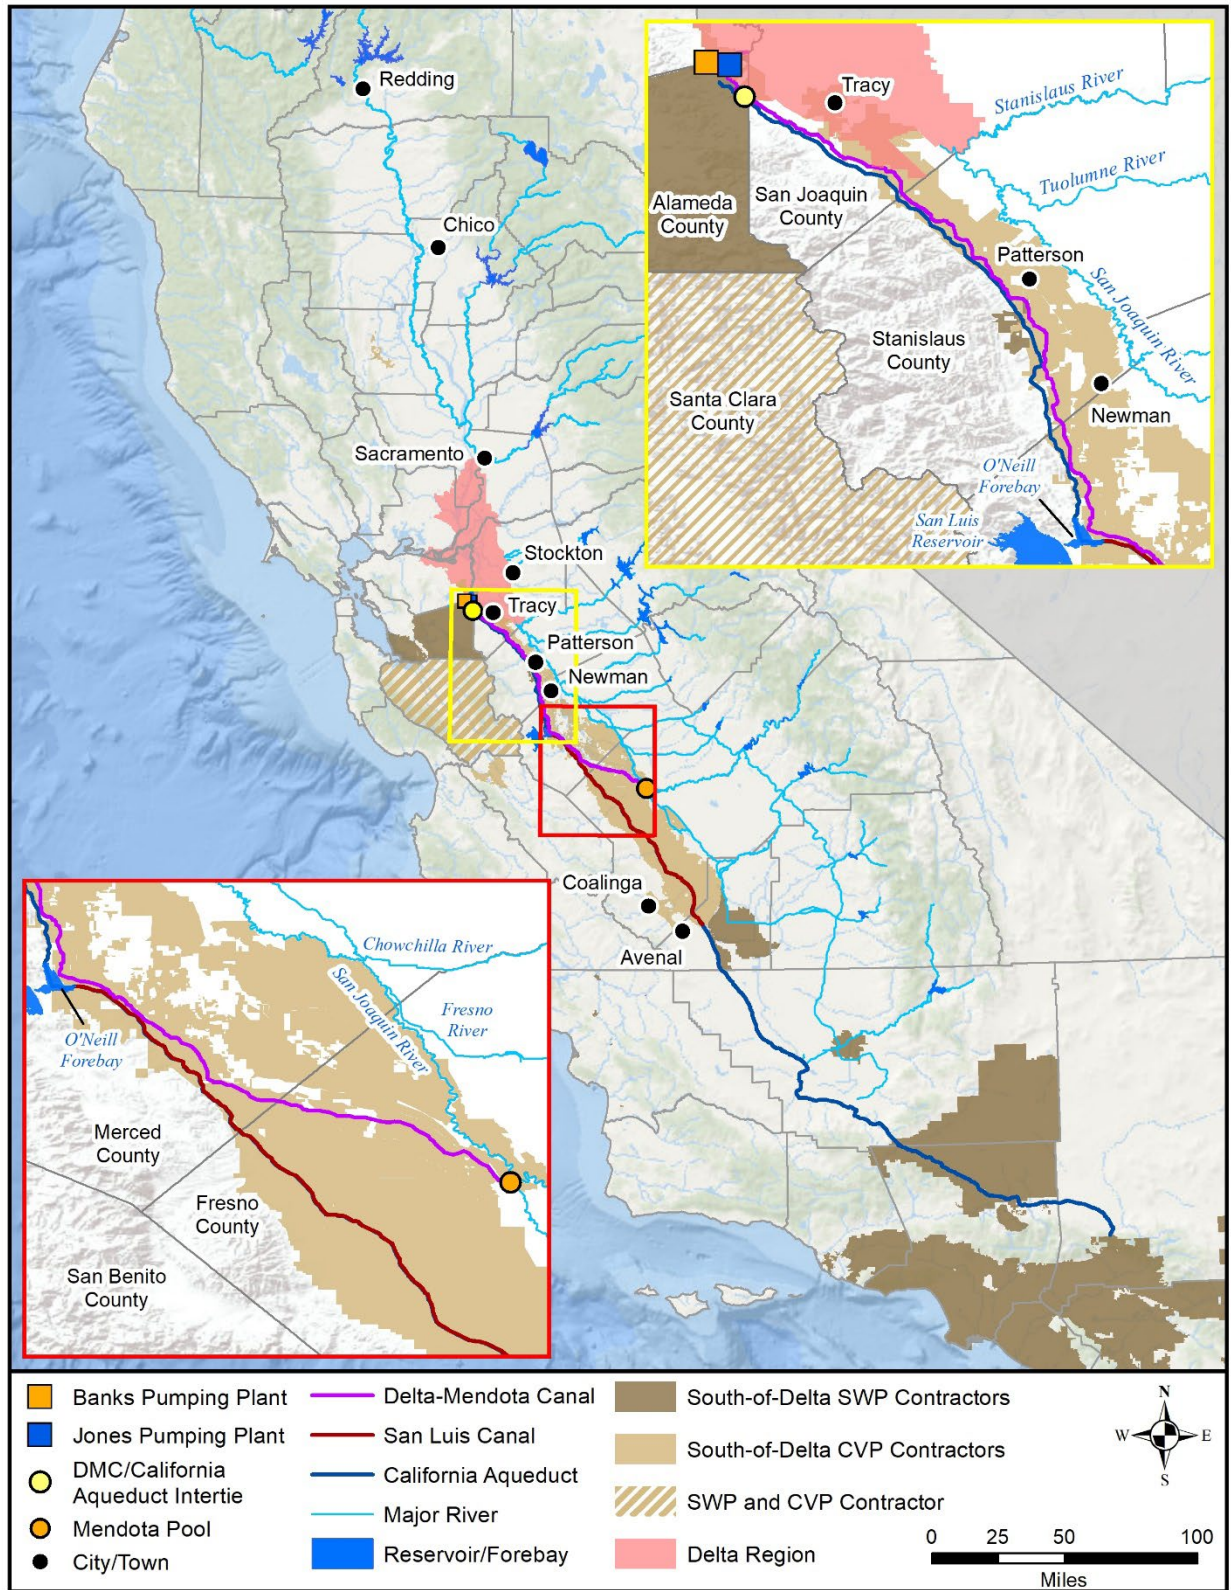 Redding
Chico
Sacramento
Stockton
Tracy
Patterson
Newman
Coalinga
Avenal
Tracy
Stanislaus River
Tuolumne River
Alameda
County
San Joaquin
County
Patterson
San Joaquin River
Stanislaus
County
Santa Clara
County
Newman
O'Neill
Forebay
San Luis
Reservoir
Chowchilla River
San Joaquin River
Fresno
River
O'Neill
Forebay
Merced
County
Fresno
County
San Benito
County
Banks Pumping Plant
Jones Pumping Plant
DMC/California
Aqueduct Intertie
Mendota Pool
City/Town
Delta-Mendota Canal
San Luis Canal
California Aqueduct
Major River
Reservoir/Forebay
South-of-Delta SWP Contractors
South-of-Delta CVP Contractors
SWP and CVP Contractor
Delta Region
N
W E
S
0 25 50 100
Miles